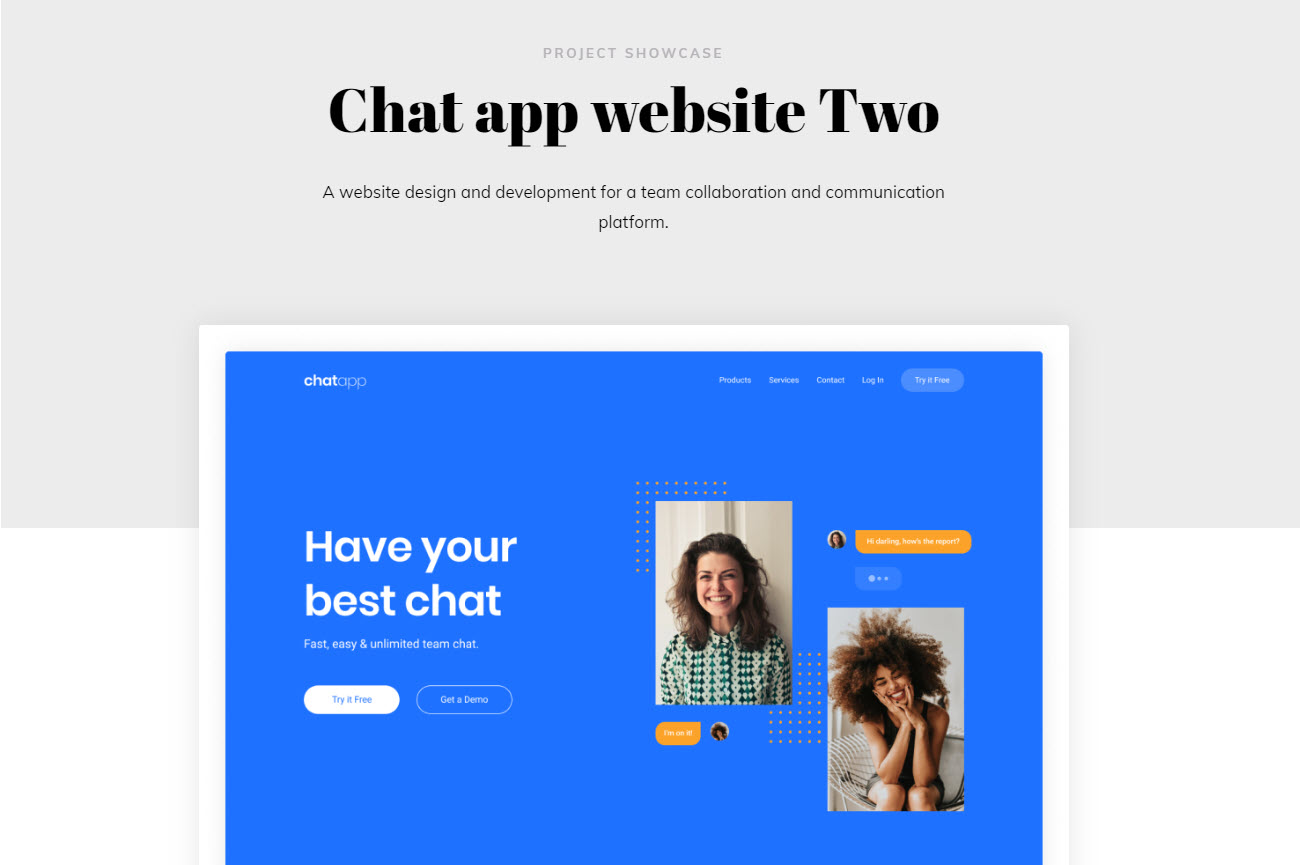 PROJECT SHOWCASE
Chat app website Two
A website design and development for a team collaboration and communication
platform.
chatapp
Products Services Contact Log In Try it Free
Have your
best chat
Fast, easy & unlimited team chat.
Try it Free Get a Demo
Hi darling, how's the report?
I'm on it!